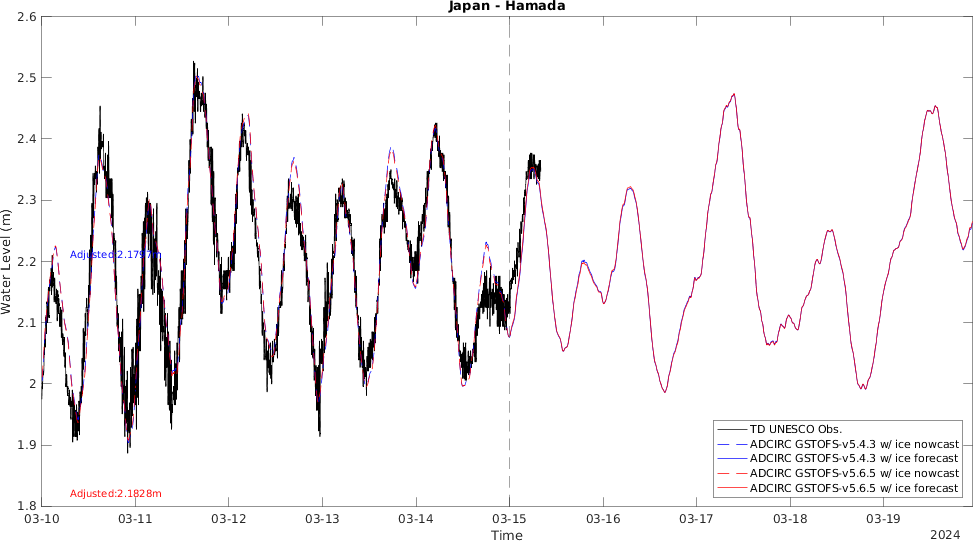 Japan - Hamada
2.6
2.5
2.4
2.3
2.2
2.1
2
1.9
1.8
Water Level (m)
Adjusted:2.1797m
Adjusted:2.1828m
TD UNESCO Obs.
ADCIRC GSTOFS-v5.4.3 w/ ice nowcast
ADCIRC GSTOFS-v5.4.3 w/ ice forecast
ADCIRC GSTOFS-v5.6.5 w/ ice nowcast
ADCIRC GSTOFS-v5.6.5 w/ ice forecast
03-10 03-11 03-12 03-13 03-14 03-15 03-16 03-17 03-18 03-19
Time
2024